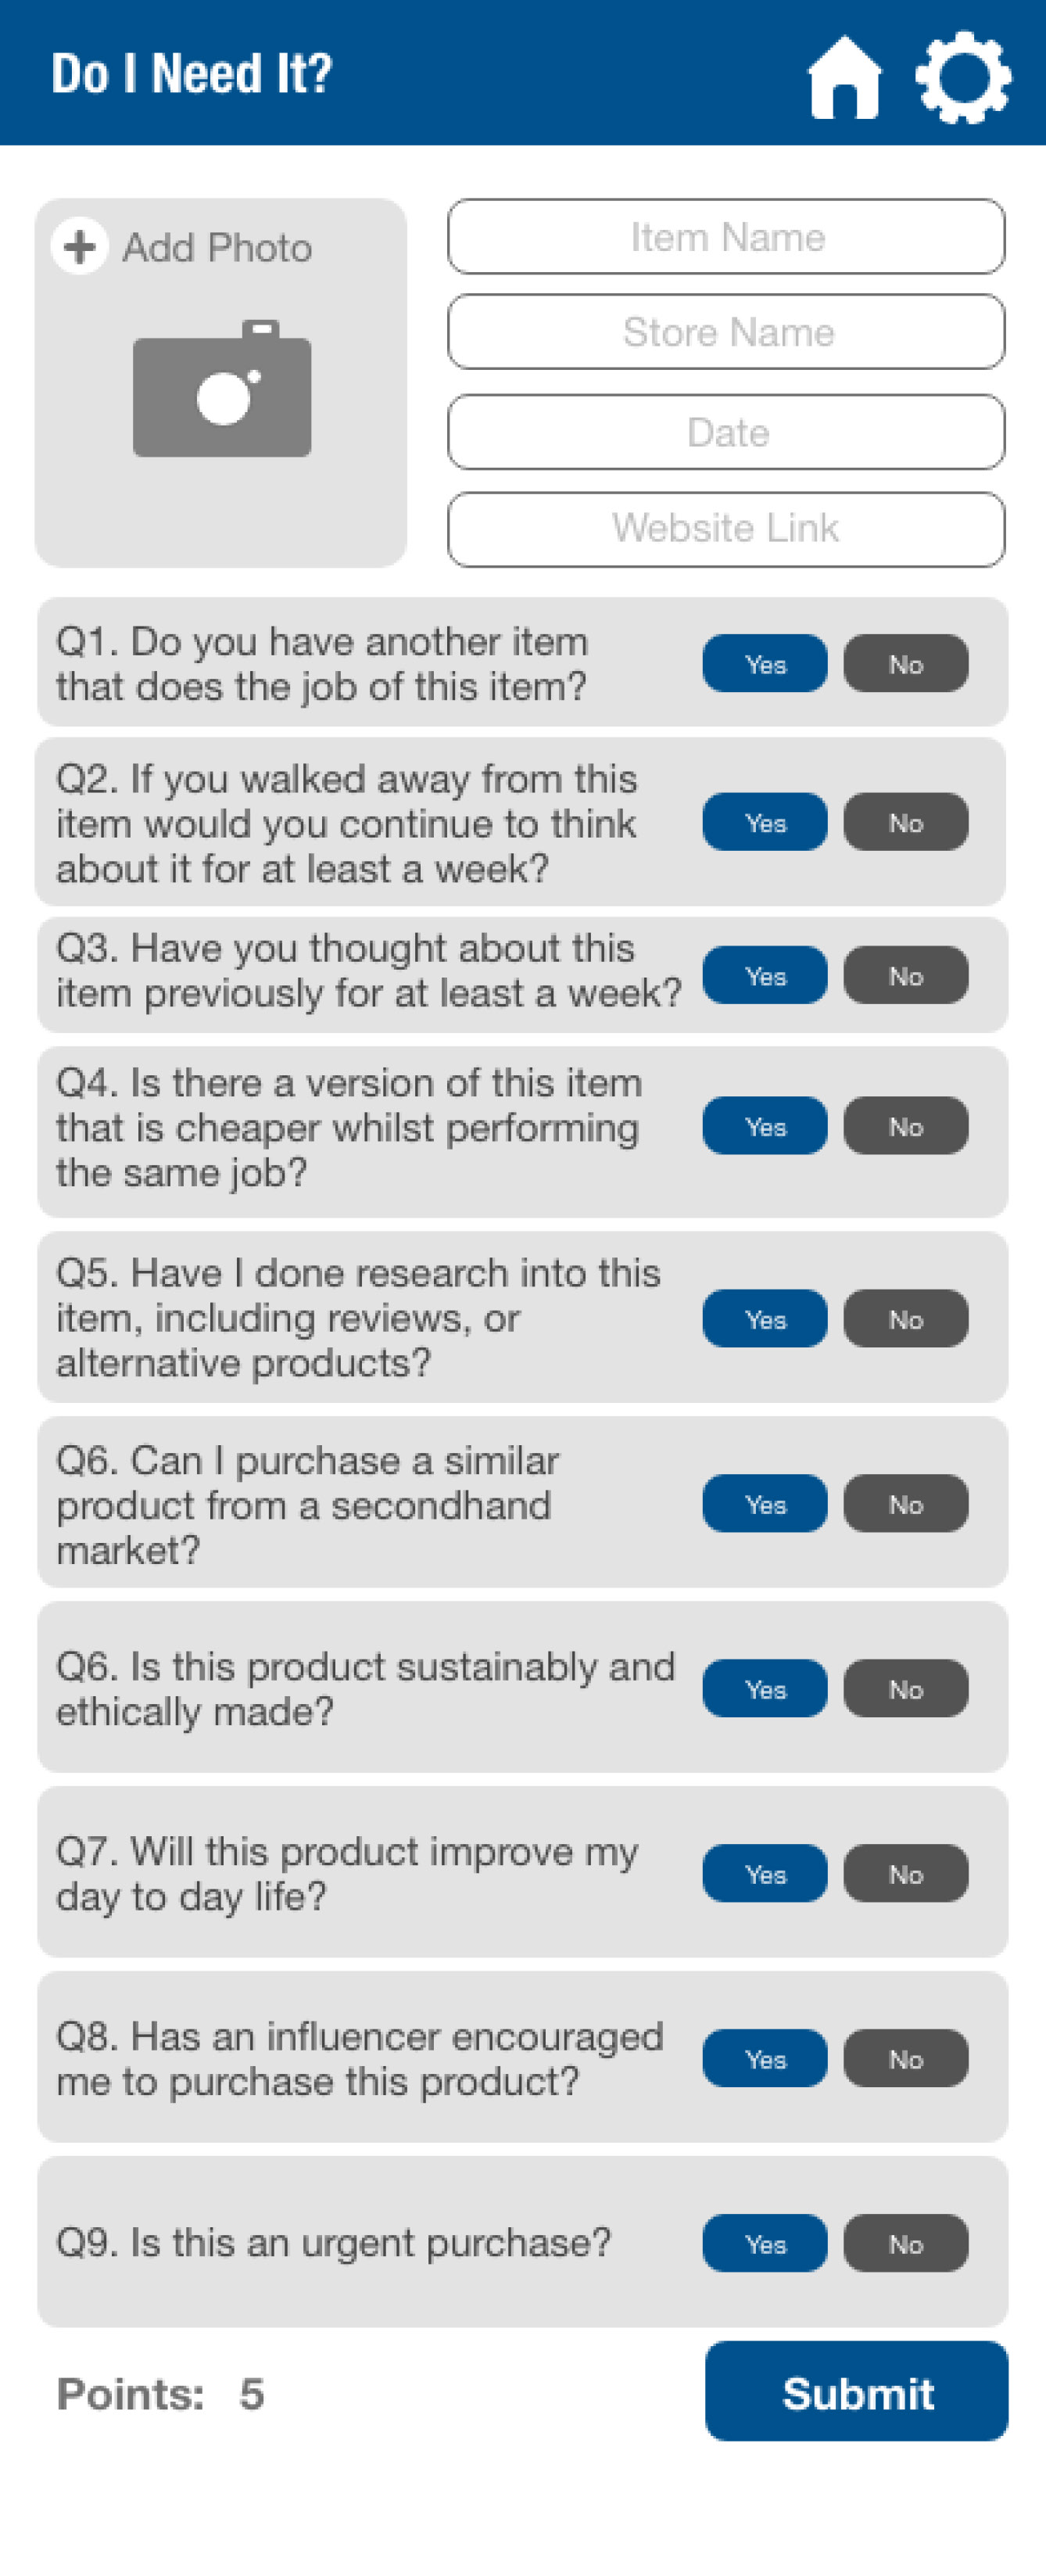 Do I Need It?
Add Photo
Item Name
Store Name
Date
Website Link
Q1. Do you have another item
that does the job of this item?
Yes
No
Q2. If you walked away from this
item would you continue to think
about it for at least a week?
Yes
No
Q3. Have you thought about this
item previously for at least a week?
Yes
No
Q4. Is there a version of this item
that is cheaper whilst performing
the same job?
Yes
No
Q5. Have I done research into this
item, including reviews, or
alternative products?
Yes
No
Q6. Can I purchase a similar
product from a secondhand
market?
Yes
No
Q6. Is this product sustainably and
ethically made?
Yes
No
Q7. Will this product improve my
day to day life?
Yes
No
Q8. Has an influencer encouraged
me to purchase this product?
Yes
No
Q9. Is this an urgent purchase?
Yes
No
Points: 5
Submit